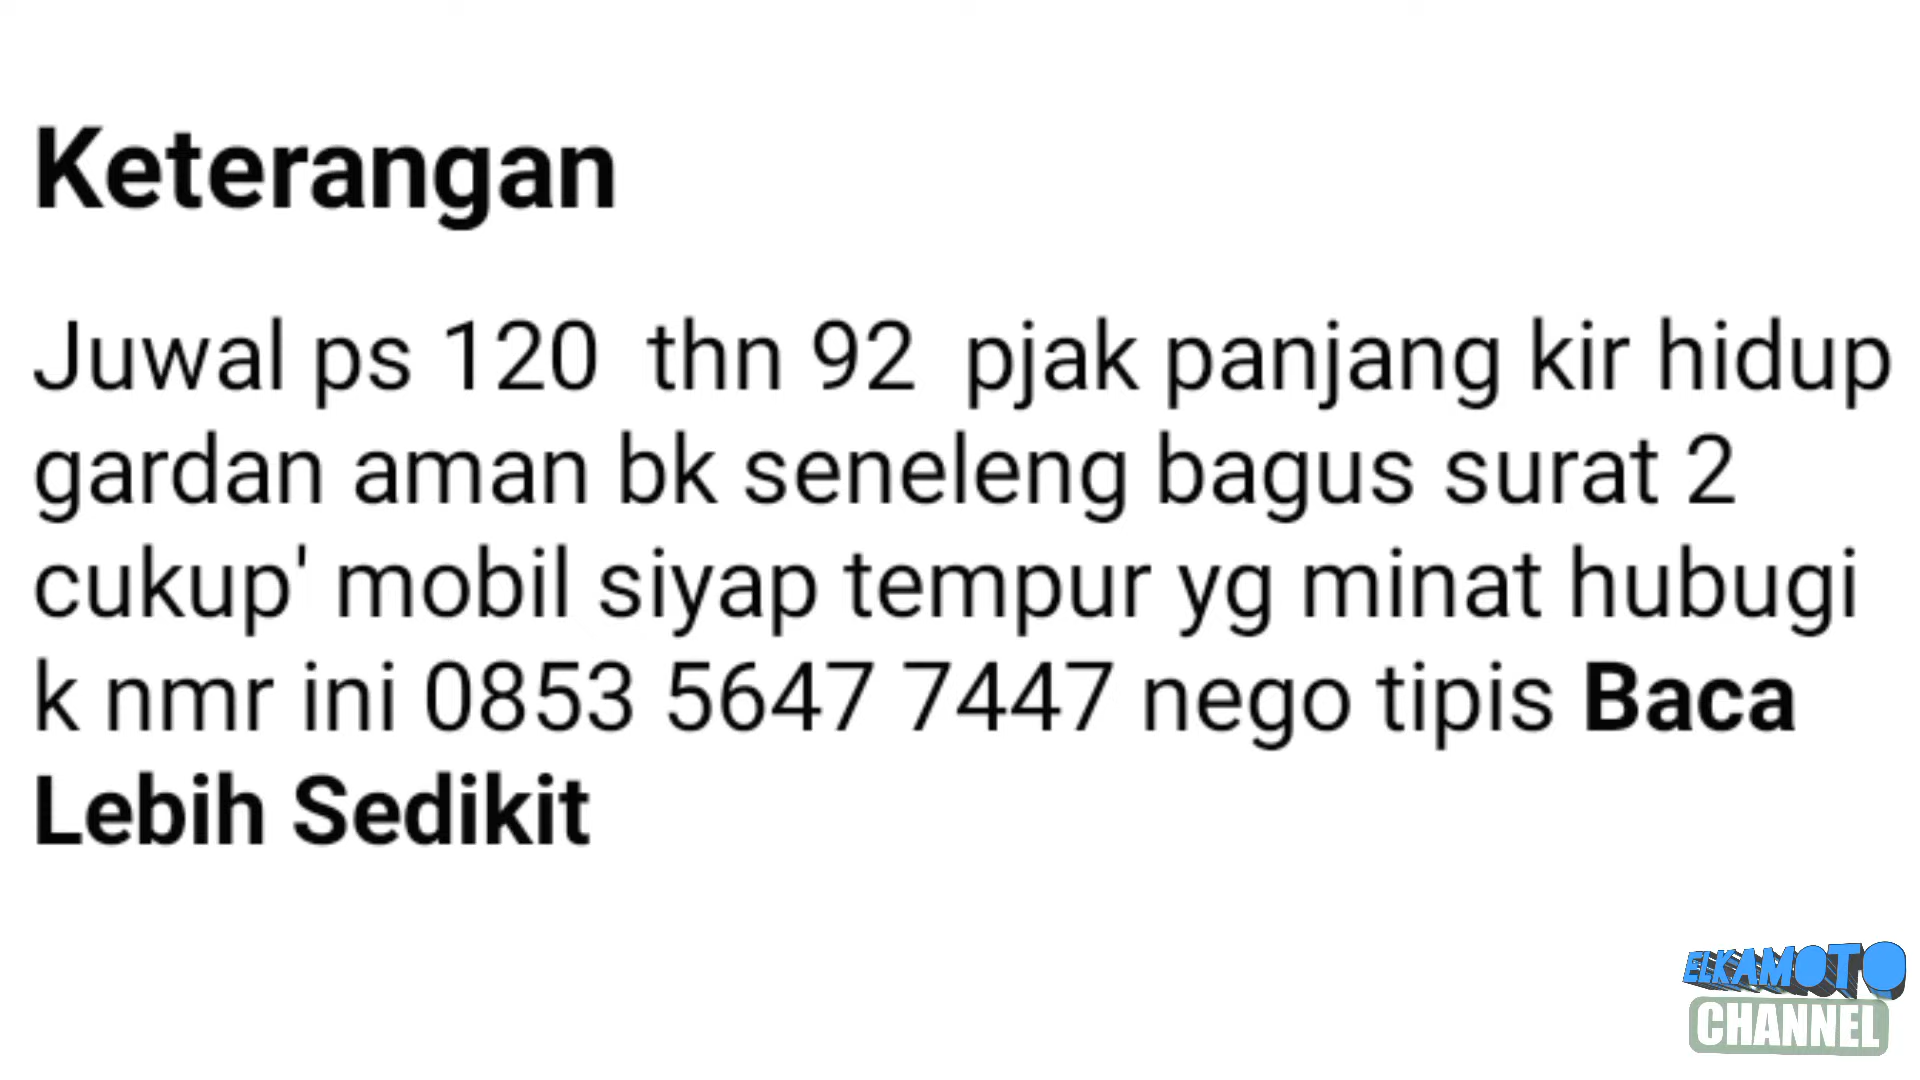 Keterangan
Juwal ps 120  thn 92  pjak panjang kir hidup
gardan aman bk seneleng bagus surat 2
cukup' mobil siyap tempur yg minat hubugi
k nmr ini 0853 5647 7447 nego tipis Baca
Lebih Sedikit
ELKAMOTO
CHANNEL